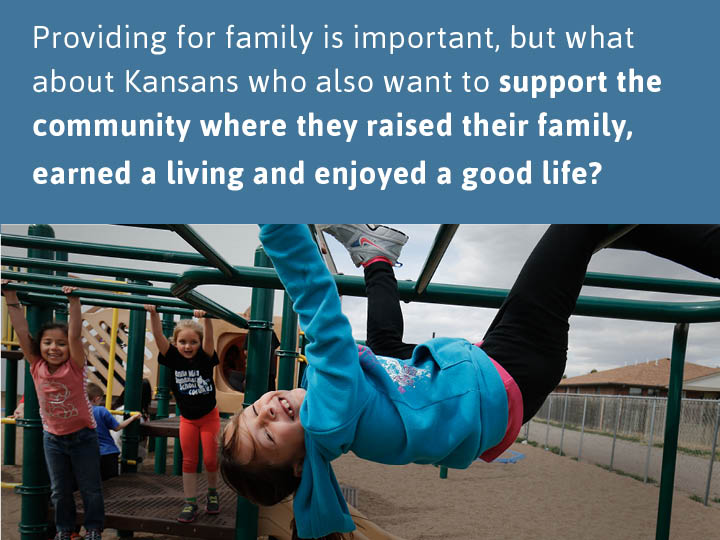 Providing for family is important, but what
about Kansans who also want to support the
community where they raised their family,
earned a living and enjoyed a good life?